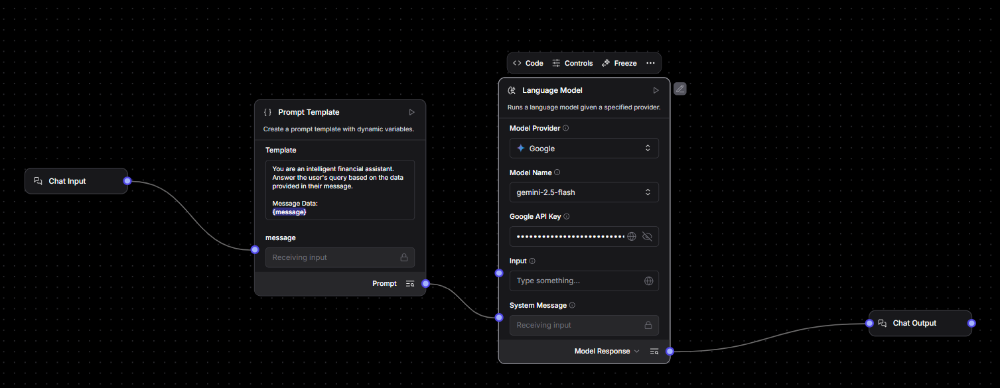 Chat Input
{} Prompt Template
Create a prompt template with dynamic variables.
Template
You are an intelligent financial assistant.
Answer the user's query based on the data
provided in their message.
Message Data:
{message}
message
Receiving input
Prompt
<> Code Controls Freeze ...
Language Model
Runs a language model given a specified provider.
Model Provider
Google
Model Name
gemini-2.5-flash
Google API Key
••••••••••••••••••••••••••
Input
Type something...
System Message
Receiving input
Model Response
Chat Output